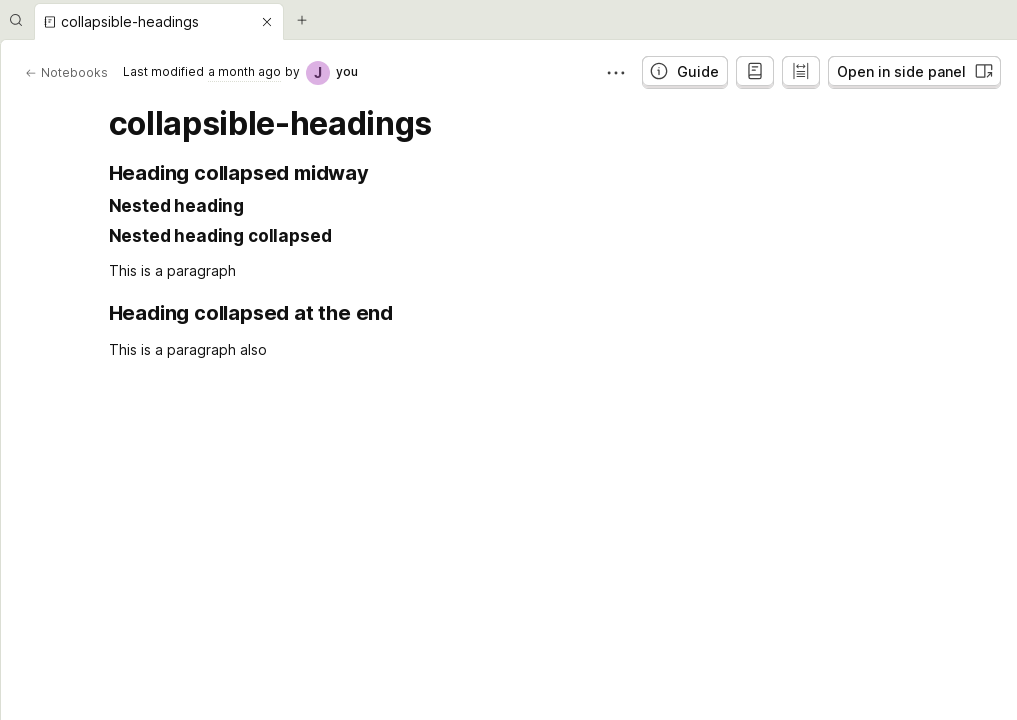 collapsible-headings
Notebooks
Last modified a month ago by J you
Guide
Open in side panel
collapsible-headings
Heading collapsed midway
Nested heading
Nested heading collapsed
This is a paragraph
Heading collapsed at the end
This is a paragraph also